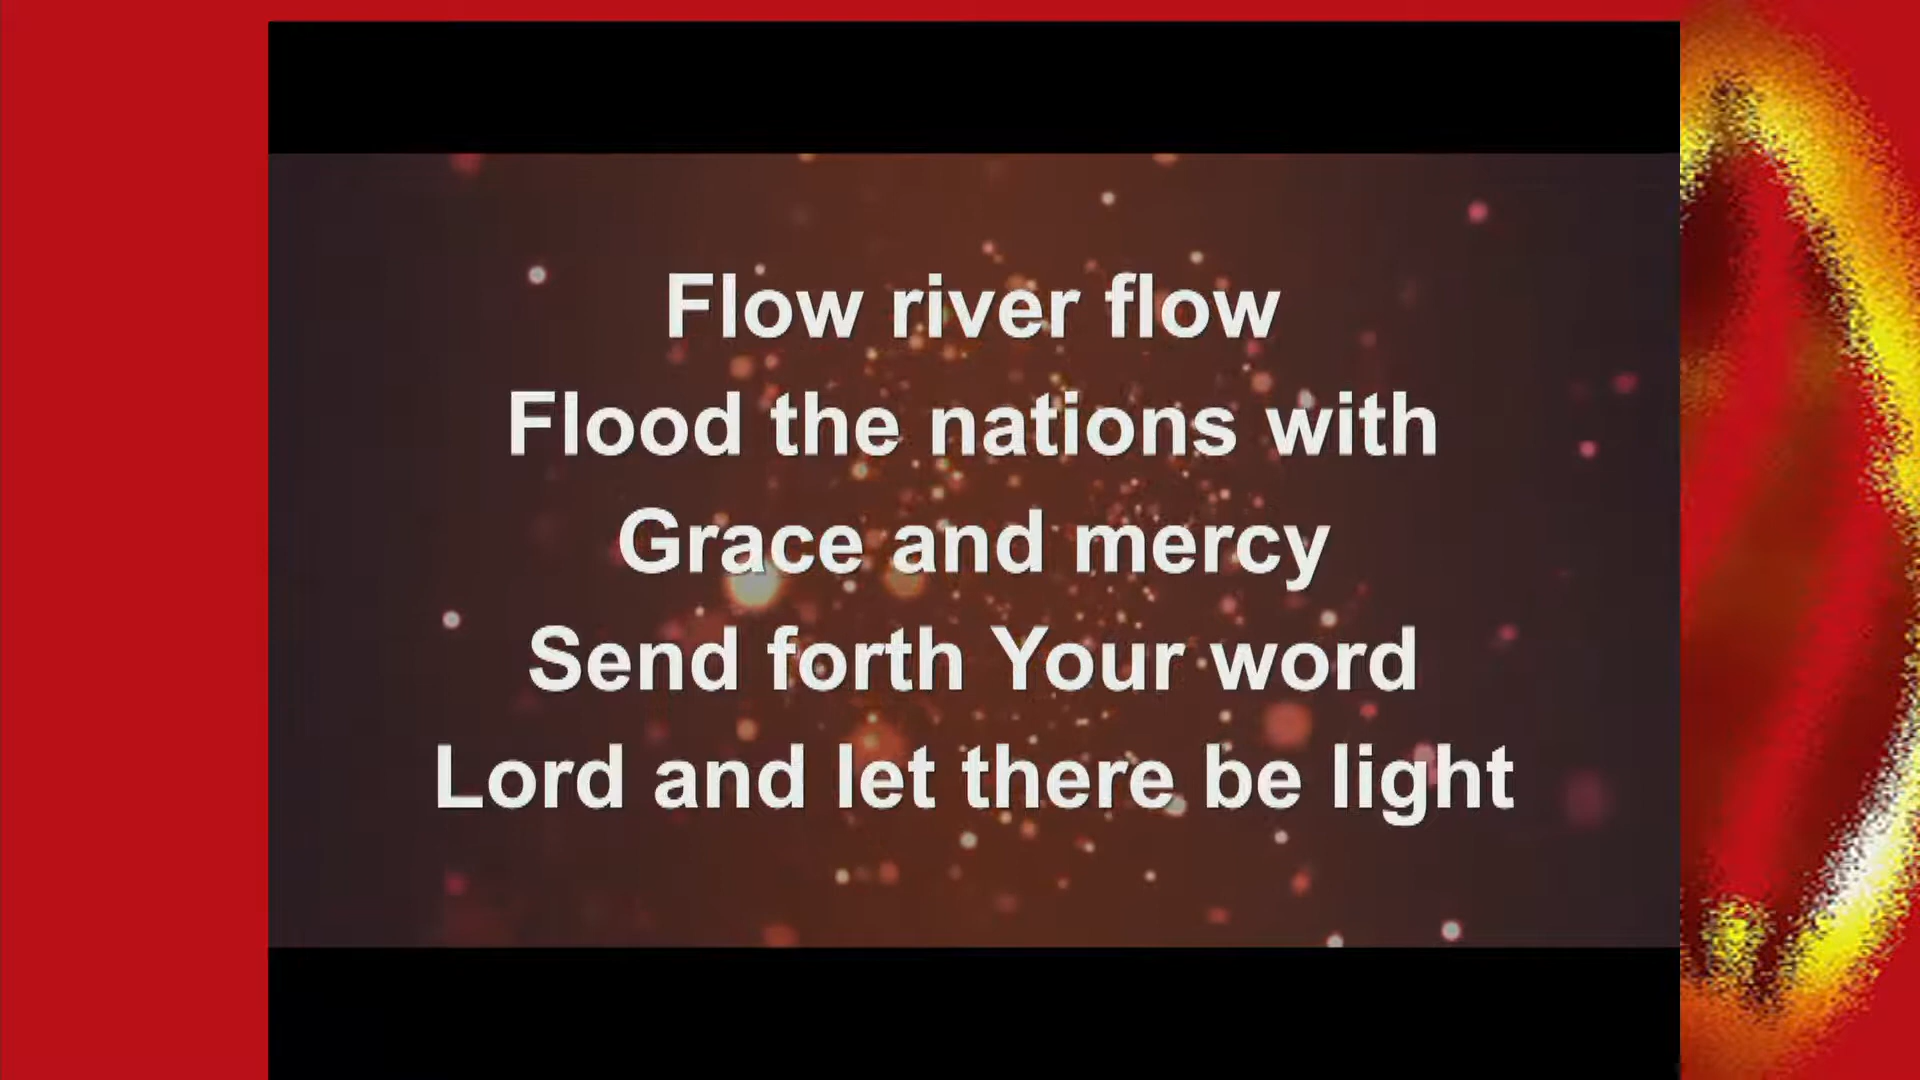 Flow river flow
Flood the nations with
Grace and mercy
Send forth Your word
Lord and let there be light